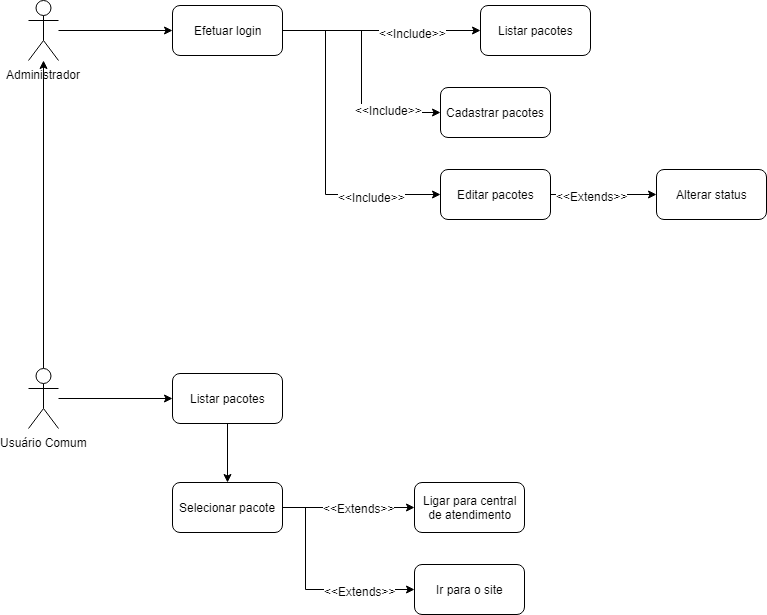 Efetuar login
<<Include>>
Listar pacotes
Administrador
<<Include>>
Cadastrar pacotes
<<Include>>
Editar pacotes
<<Extends>>
Alterar status
Listar pacotes
Usuário Comum
Selecionar pacote
<<Extends>>
Ligar para central
de atendimento
<<Extends>>
Ir para o site